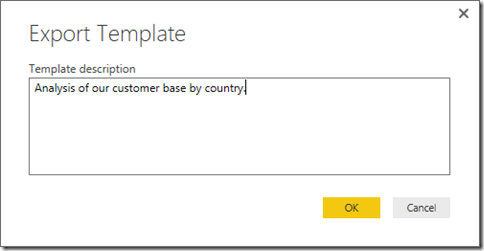 Export Template
Template description
Analysis of our customer base by country.
OK
Cancel